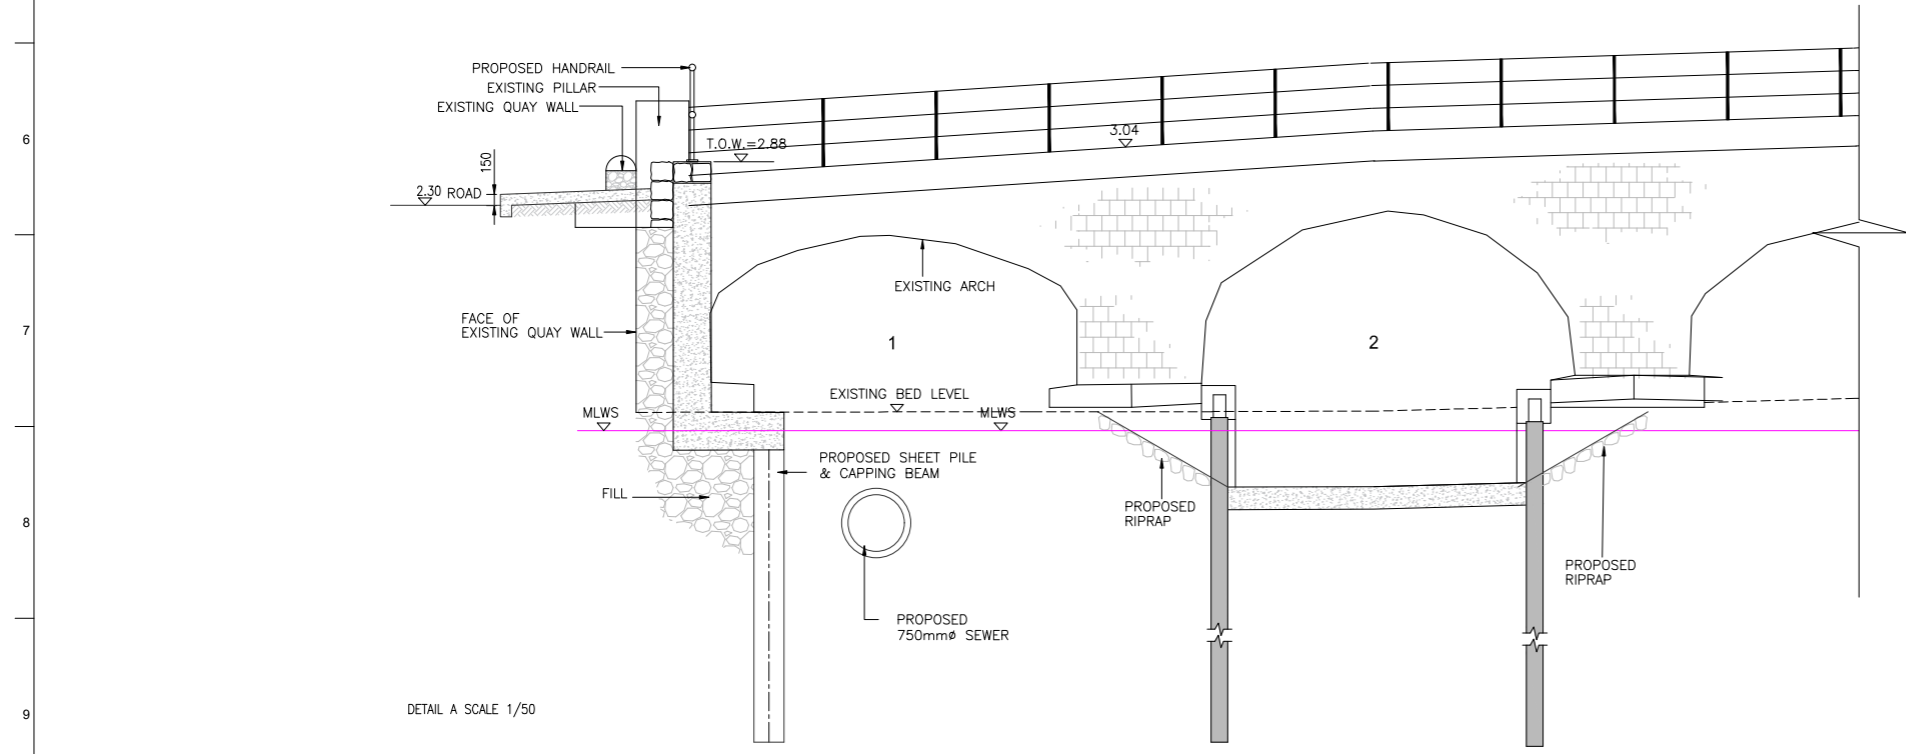 PROPOSED HANDRAIL
EXISTING PILLAR
EXISTING QUAY WALL
6
T.O.W.=2.88
3.04
150
2.30 ROAD
EXISTING ARCH
FACE OF
EXISTING QUAY WALL
7
1
2
EXISTING BED LEVEL
MLWS
MLWS
PROPOSED SHEET PILE
& CAPPING BEAM
FILL
PROPOSED
RIPRAP
8
PROPOSED
RIPRAP
PROPOSED
750mmø SEWER
DETAIL A SCALE 1/50
9